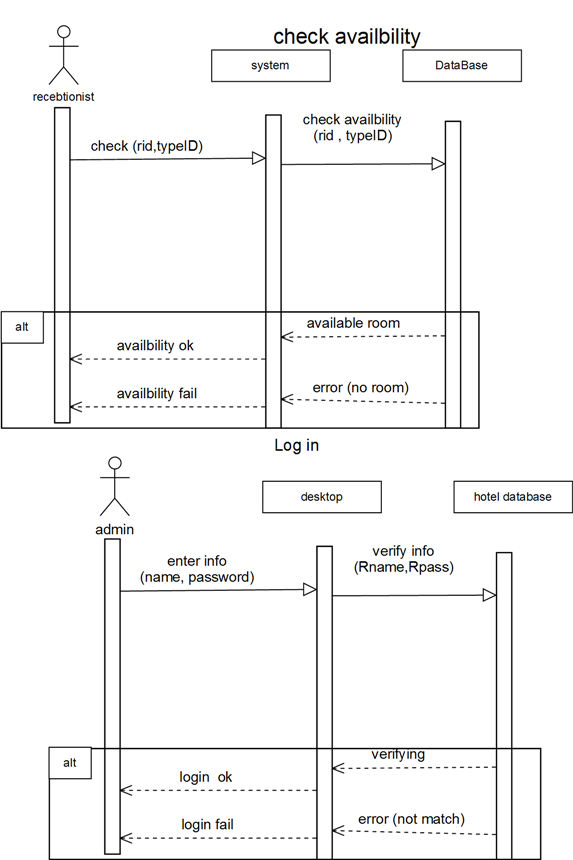 check availbility
system
DataBase
recebtionist
check availbility
(rid , typeID)
check (rid,typeID)
alt
available room
availbility ok
error (no room)
availbility fail
Log in
desktop
hotel database
admin
verify info
(Rname,Rpass)
enter info
(name, password)
alt
verifying
login ok
error (not match)
login fail